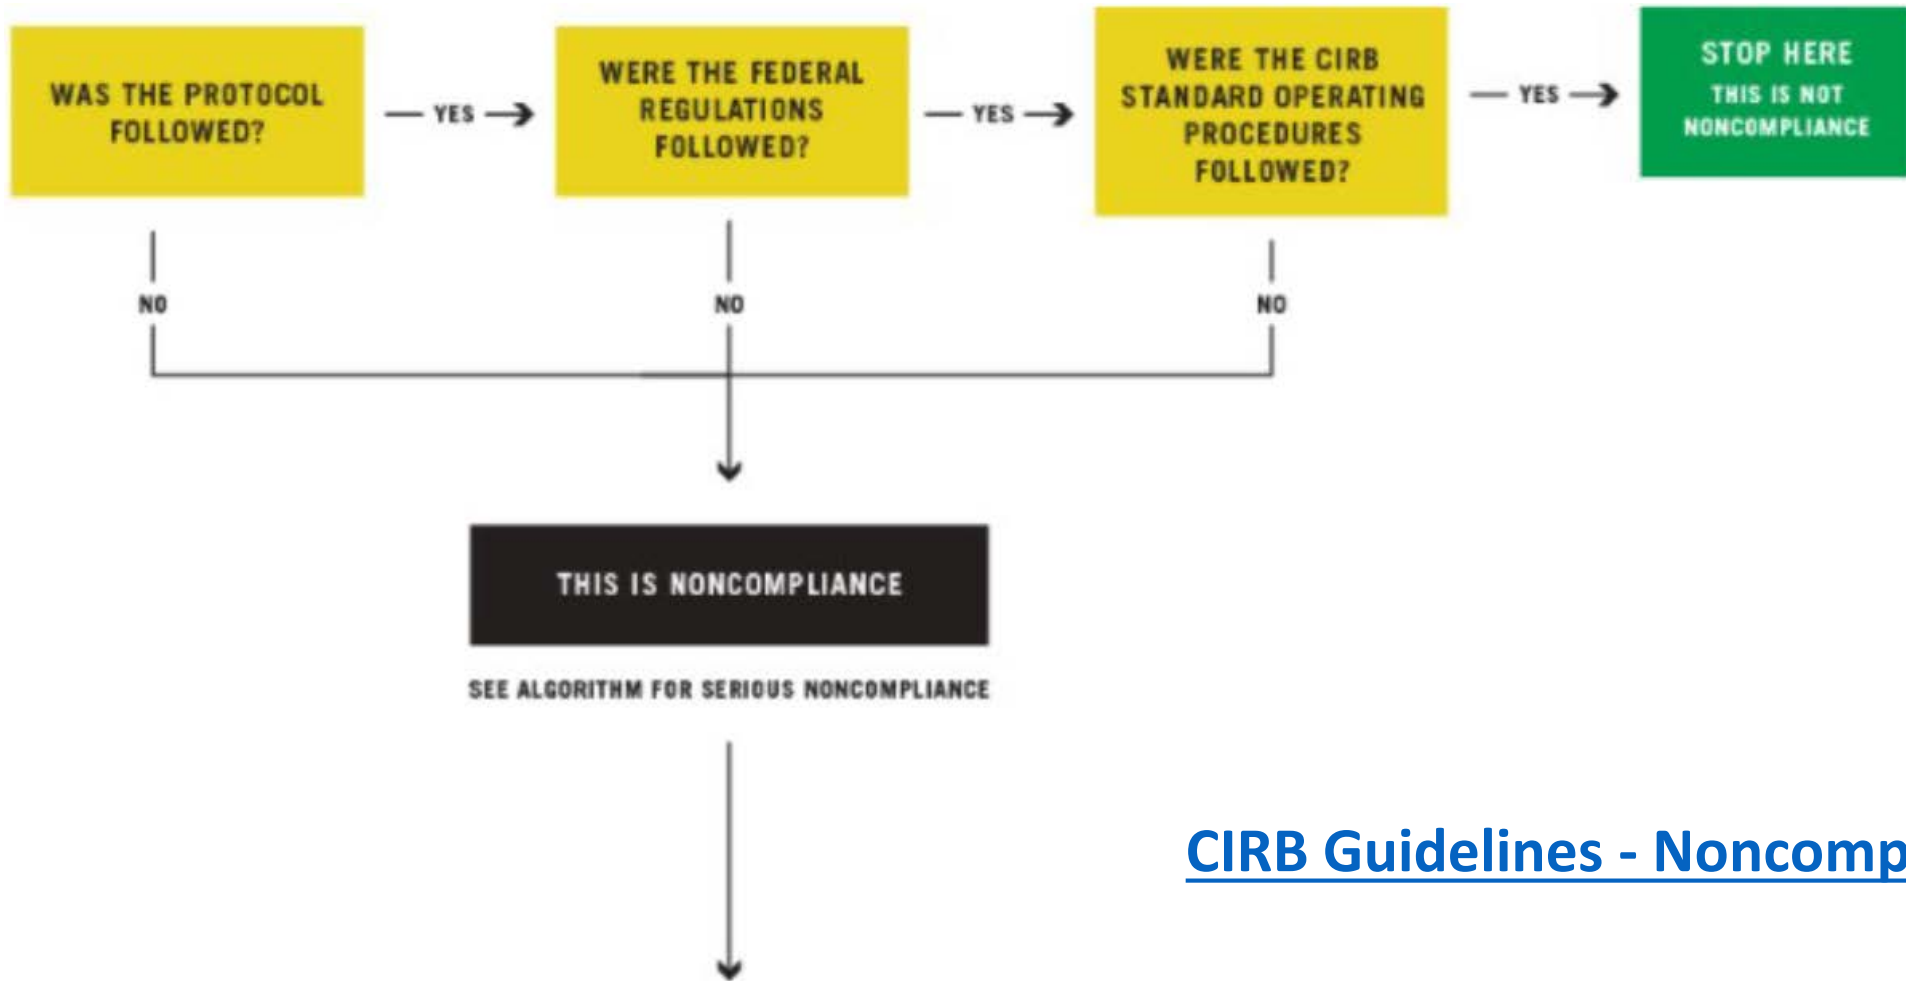 WAS THE PROTOCOL
FOLLOWED?
YES
WERE THE FEDERAL
REGULATIONS
FOLLOWED?
YES
WERE THE CIRB
STANDARD OPERATING
PROCEDURES
FOLLOWED?
YES
STOP HERE
THIS IS NOT
NONCOMPLIANCE
NO
NO
NO
THIS IS NONCOMPLIANCE
SEE ALGORITHM FOR SERIOUS NONCOMPLIANCE
CIRB Guidelines - Noncomp